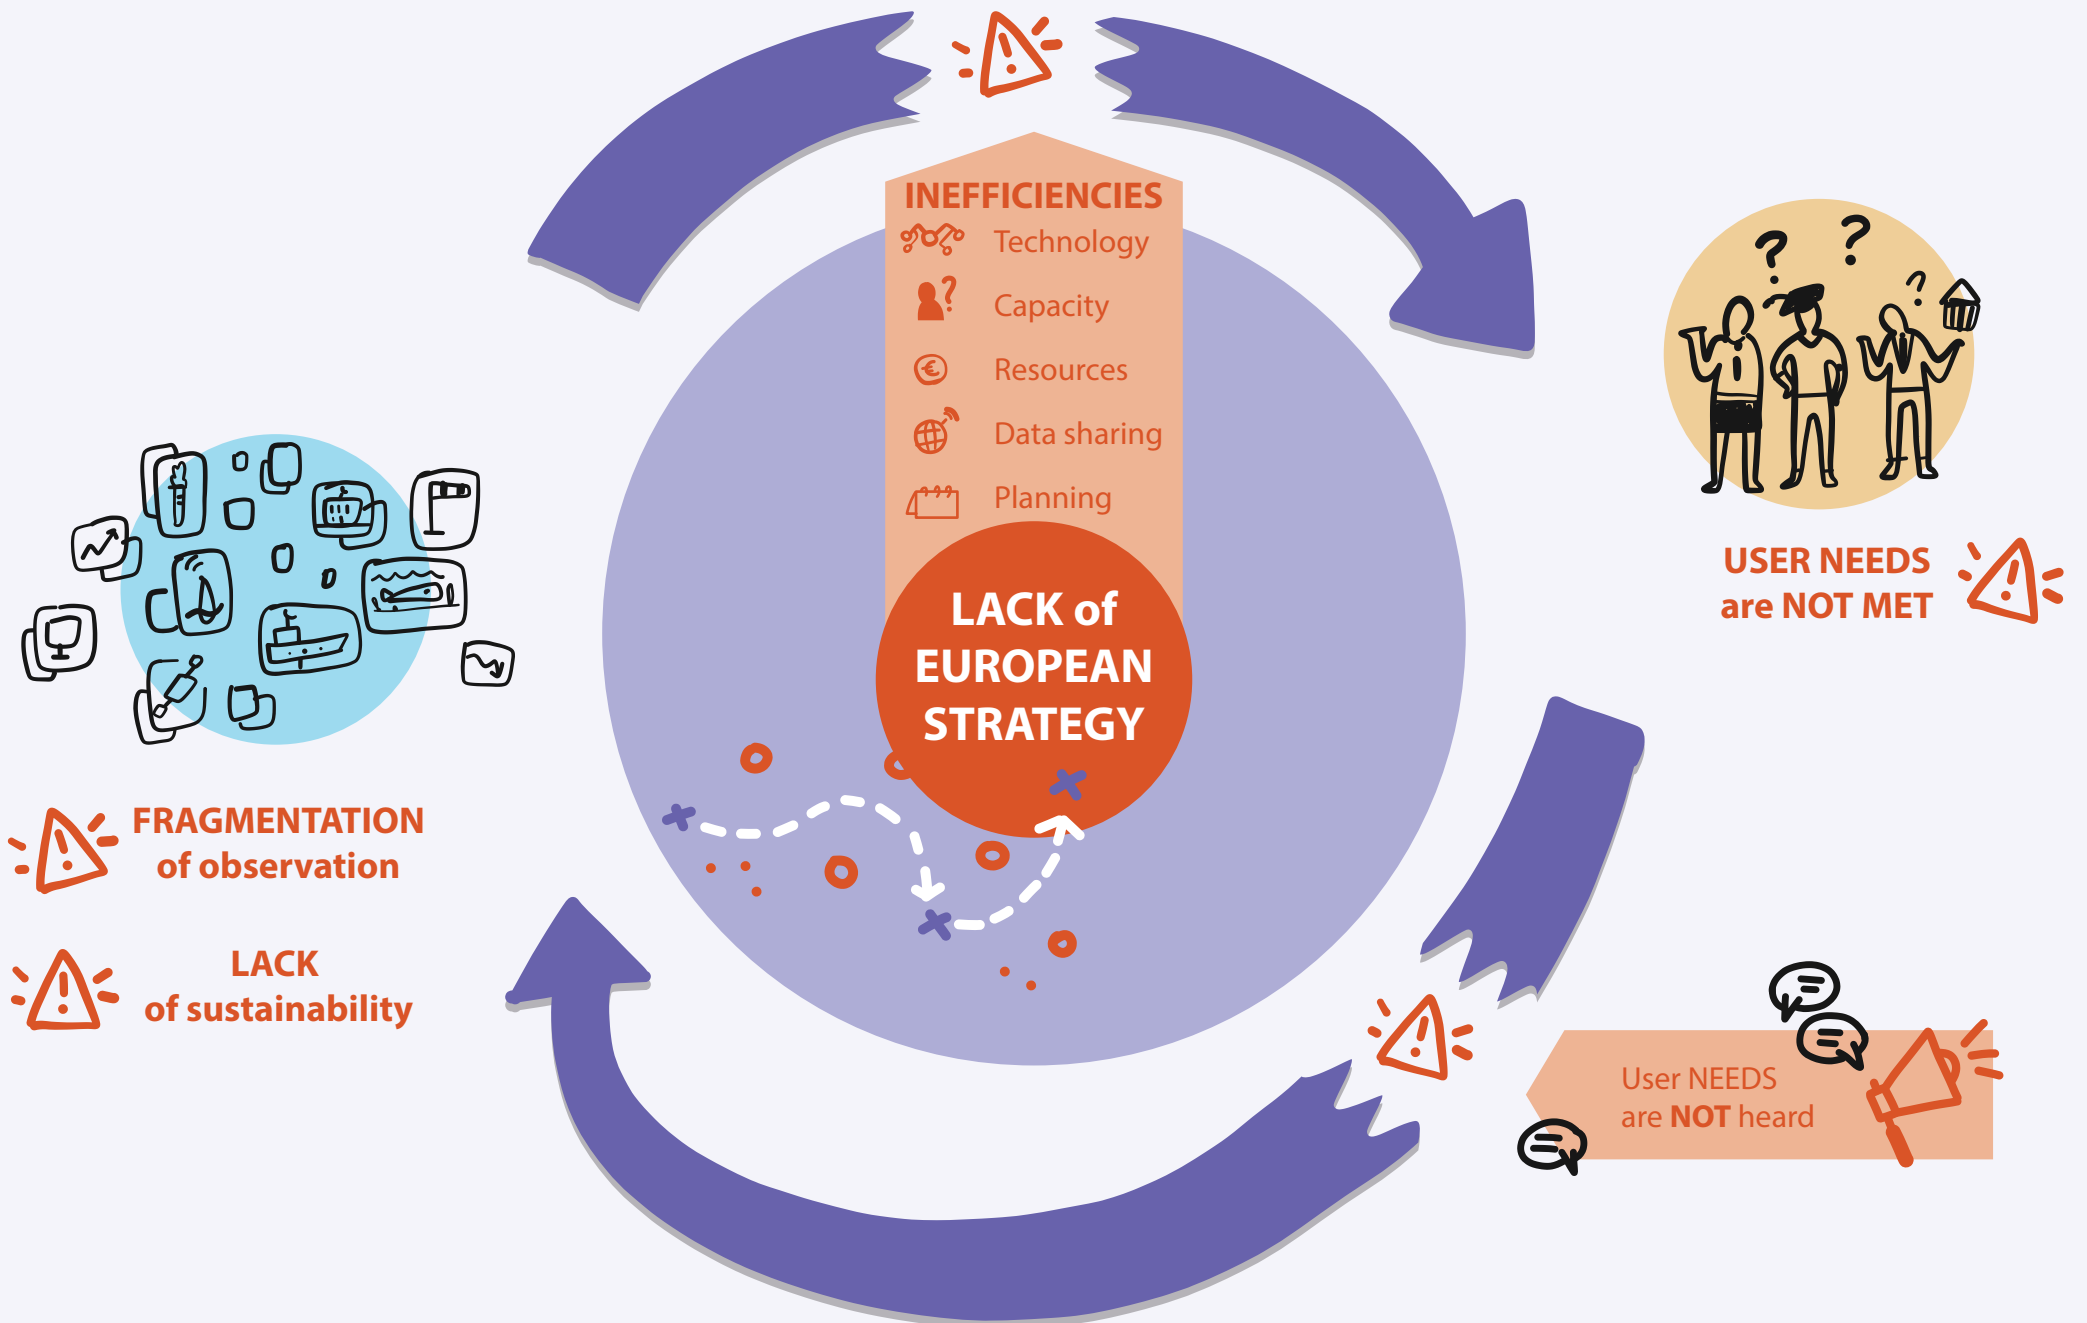 INEFFICIENCIES
Technology
Capacity
Resources
Data sharing
Planning
LACK of
EUROPEAN
STRATEGY
USER NEEDS
are NOT MET
FRAGMENTATION
of observation
LACK
of sustainability
User NEEDS
are NOT heard